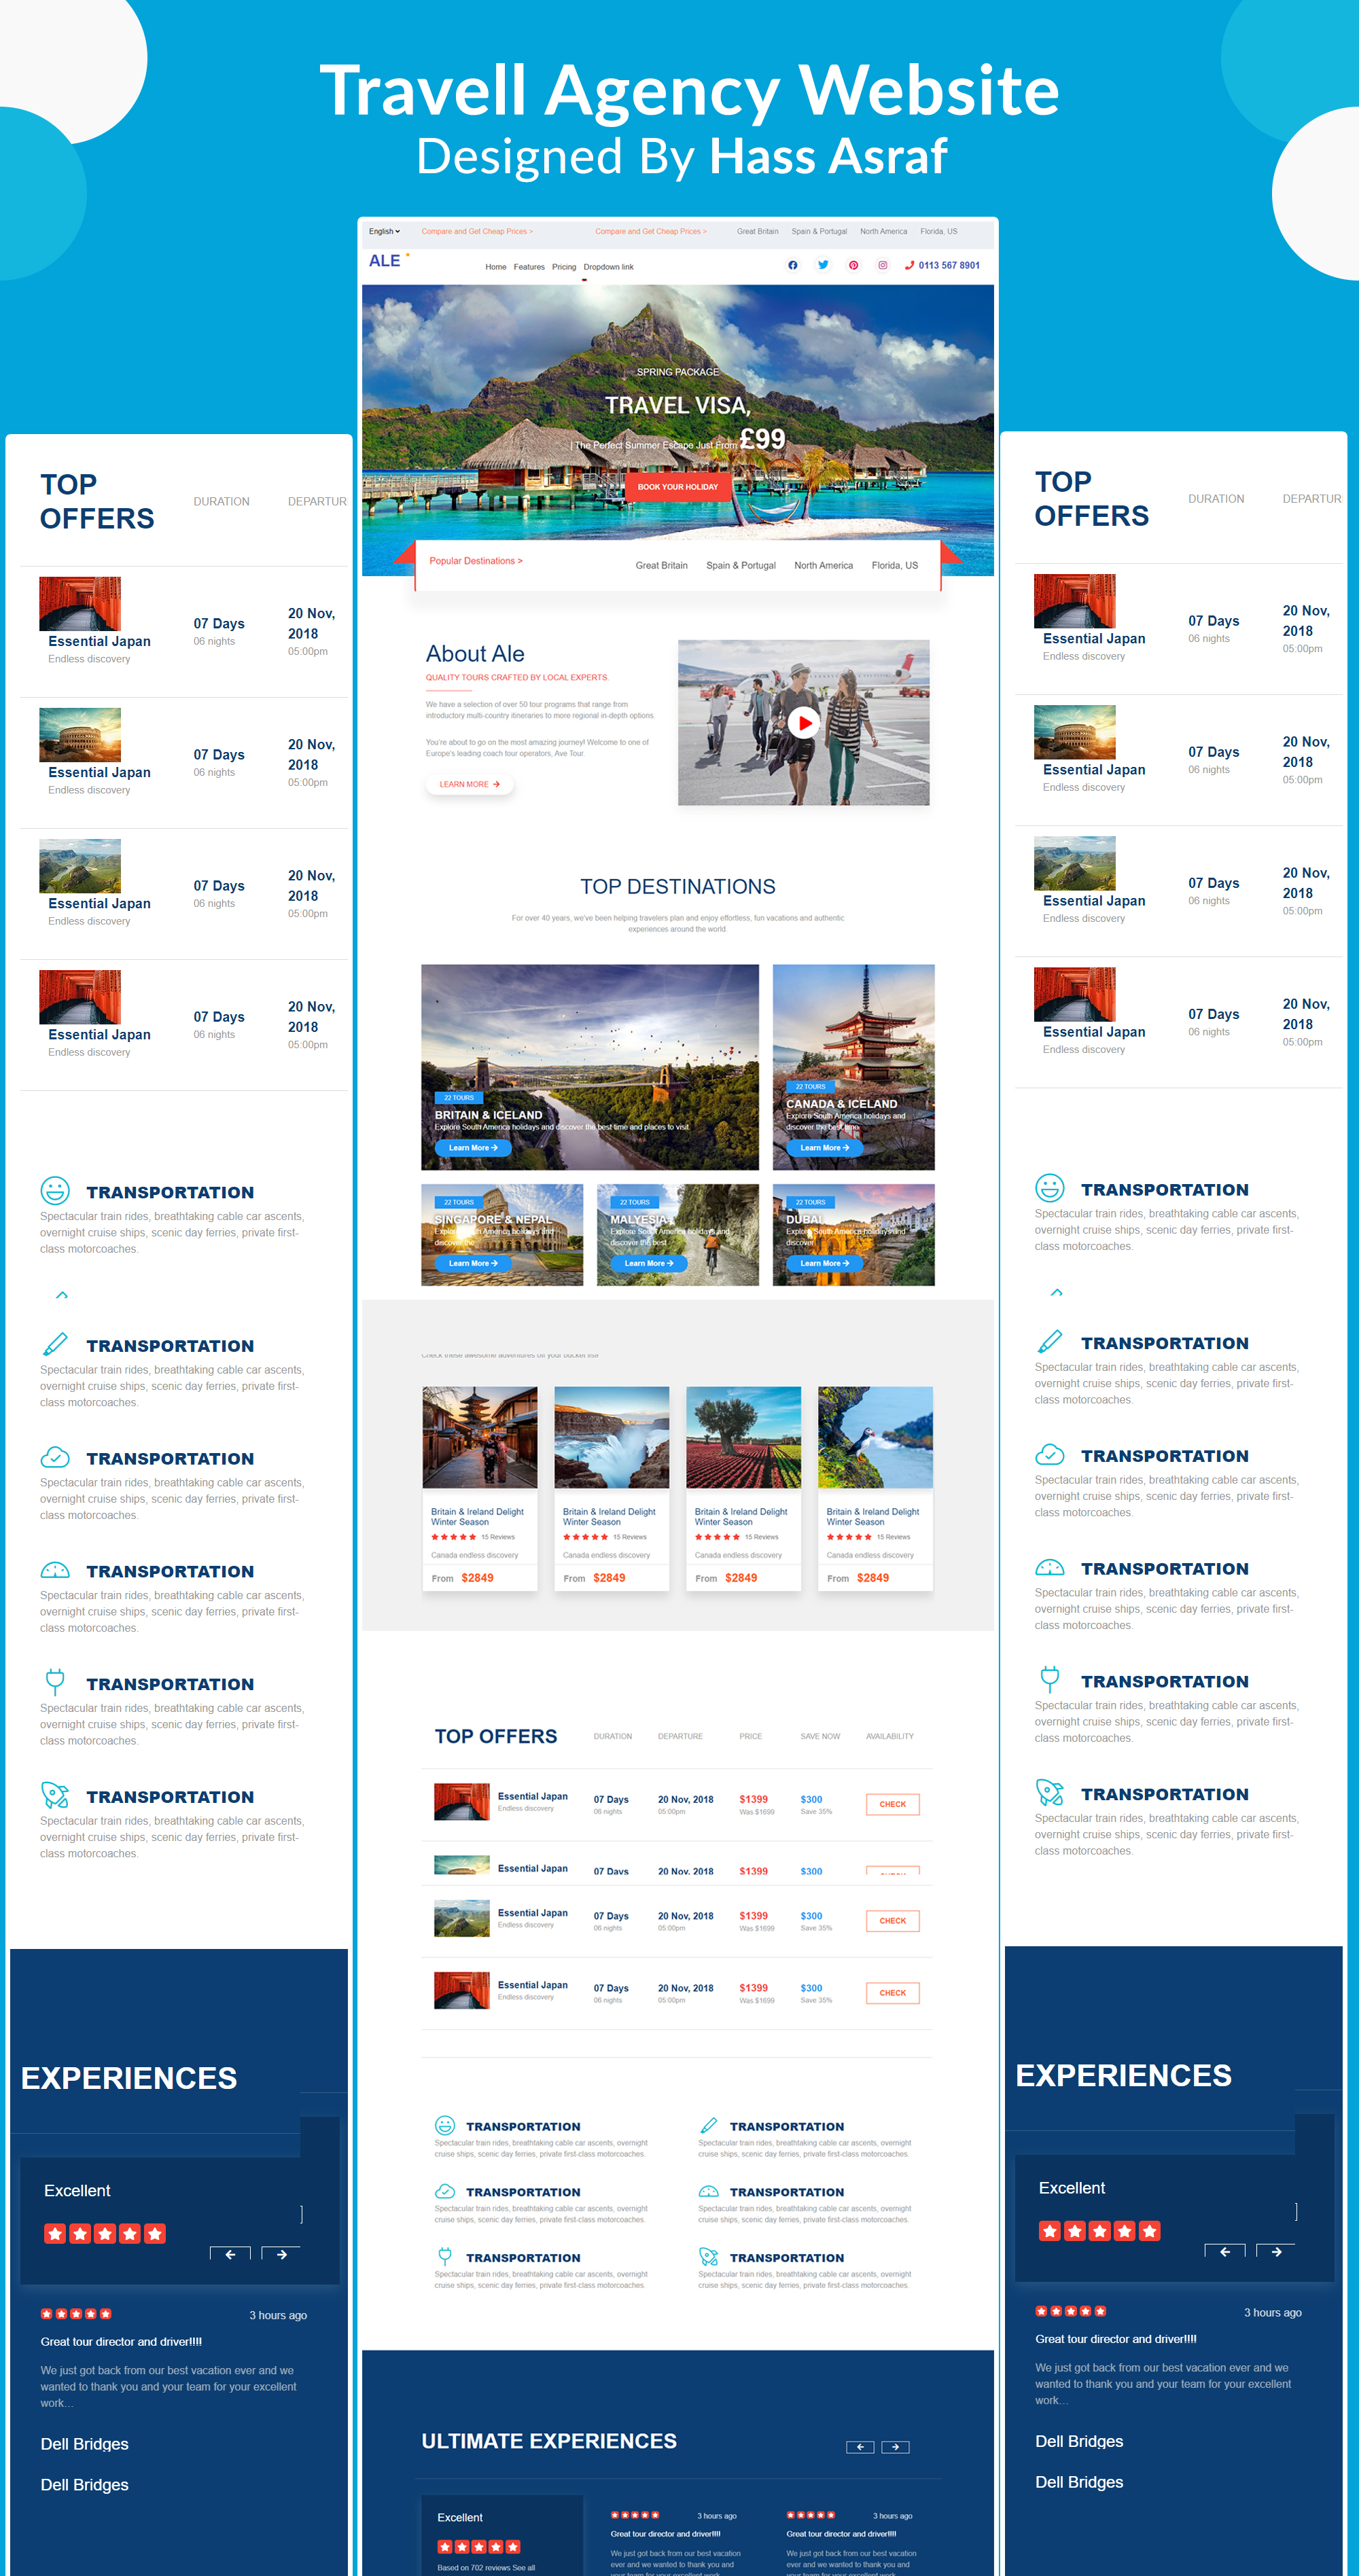 Travell Agency Website
Designed By Hass Asraf
English
Compare and Get Cheap Prices >
Compare and Get Cheap Prices >
Great Britain Spain & Portugal North America Florida, US
ALE
Home Features Pricing Dropdown link
0113 567 8901
SPRING PACKAGE
TRAVEL VISA,
| The Perfect Summer Escape Just From £99
BOOK YOUR HOLIDAY
Popular Destinations >
Great Britain Spain & Portugal North America Florida, US
About Ale
QUALITY TOURS CRAFTED BY LOCAL EXPERTS.
We have a selection of over 50 tour programs that range from
introductory multi-country itineraries to more regional in-depth options.
You're about to go on the most amazing journey! Welcome to one of
Europe's leading coach tour operators, Ave Tour.
LEARN MORE
TOP DESTINATIONS
For over 40 years, we've been helping travelers plan and enjoy effortless, fun vacations and authentic
experiences around the world.
22 TOURS
BRITAIN & ICELAND
Explore South America holidays and discover the best time and places to visit
Learn More
22 TOURS
CANADA & ICELAND
Explore South America holidays and
discover the best time
Learn More
22 TOURS
SINGAPORE & NEPAL
Explore South America holidays and
discover the
Learn More
22 TOURS
MALYESIA
Explore South America holidays and
discover the best
Learn More
22 TOURS
DUBAI
Explore South America holidays and
discover
Learn More
Check these awesome adventures off your bucket list
Britain & Ireland Delight
Winter Season
15 Reviews
Canada endless discovery
From $2849
Britain & Ireland Delight
Winter Season
15 Reviews
Canada endless discovery
From $2849
Britain & Ireland Delight
Winter Season
15 Reviews
Canada endless discovery
From $2849
Britain & Ireland Delight
Winter Season
15 Reviews
Canada endless discovery
From $2849
TOP OFFERS DURATION DEPARTURE PRICE SAVE NOW AVAILABILITY
Essential Japan 07 Days 20 Nov, 2018 $1399 $300 CHECK
Endless discovery 06 nights 05:00pm Was $1699 Save 35%
Essential Japan 07 Days 20 Nov, 2018 $1399 $300
Essential Japan 07 Days 20 Nov, 2018 $1399 $300 CHECK
Endless discovery 06 nights 05:00pm Was $1699 Save 35%
Essential Japan 07 Days 20 Nov, 2018 $1399 $300 CHECK
Endless discovery 06 nights 05:00pm Was $1699 Save 35%
TRANSPORTATION
Spectacular train rides, breathtaking cable car ascents, overnight
cruise ships, scenic day ferries, private first-class motorcoaches.
TRANSPORTATION
Spectacular train rides, breathtaking cable car ascents, overnight
cruise ships, scenic day ferries, private first-class motorcoaches.
TRANSPORTATION
Spectacular train rides, breathtaking cable car ascents, overnight
cruise ships, scenic day ferries, private first-class motorcoaches.
TRANSPORTATION
Spectacular train rides, breathtaking cable car ascents, overnight
cruise ships, scenic day ferries, private first-class motorcoaches.
TRANSPORTATION
Spectacular train rides, breathtaking cable car ascents, overnight
cruise ships, scenic day ferries, private first-class motorcoaches.
TRANSPORTATION
Spectacular train rides, breathtaking cable car ascents, overnight
cruise ships, scenic day ferries, private first-class motorcoaches.
ULTIMATE EXPERIENCES
Excellent
Based on 702 reviews See all
3 hours ago
Great tour director and driver!!!!
We just got back from our best vacation
ever and we wanted to thank you and
your team for your excellent work...
3 hours ago
Great tour director and driver!!!!
We just got back from our best vacation
ever and we wanted to thank you and
your team for your excellent work...
TOP
OFFERS
DURATION DEPARTUR
Essential Japan
Endless discovery
07 Days
06 nights
20 Nov,
2018
05:00pm
Essential Japan
Endless discovery
07 Days
06 nights
20 Nov,
2018
05:00pm
Essential Japan
Endless discovery
07 Days
06 nights
20 Nov,
2018
05:00pm
Essential Japan
Endless discovery
07 Days
06 nights
20 Nov,
2018
05:00pm
TRANSPORTATION
Spectacular train rides, breathtaking cable car ascents,
overnight cruise ships, scenic day ferries, private first-
class motorcoaches.
TRANSPORTATION
Spectacular train rides, breathtaking cable car ascents,
overnight cruise ships, scenic day ferries, private first-
class motorcoaches.
TRANSPORTATION
Spectacular train rides, breathtaking cable car ascents,
overnight cruise ships, scenic day ferries, private first-
class motorcoaches.
TRANSPORTATION
Spectacular train rides, breathtaking cable car ascents,
overnight cruise ships, scenic day ferries, private first-
class motorcoaches.
TRANSPORTATION
Spectacular train rides, breathtaking cable car ascents,
overnight cruise ships, scenic day ferries, private first-
class motorcoaches.
TRANSPORTATION
Spectacular train rides, breathtaking cable car ascents,
overnight cruise ships, scenic day ferries, private first-
class motorcoaches.
EXPERIENCES
Excellent
3 hours ago
Great tour director and driver!!!!
We just got back from our best vacation ever and we
wanted to thank you and your team for your excellent
work...
Dell Bridges
Dell Bridges
TOP
OFFERS
DURATION DEPARTUR
Essential Japan
Endless discovery
07 Days
06 nights
20 Nov,
2018
05:00pm
Essential Japan
Endless discovery
07 Days
06 nights
20 Nov,
2018
05:00pm
Essential Japan
Endless discovery
07 Days
06 nights
20 Nov,
2018
05:00pm
Essential Japan
Endless discovery
07 Days
06 nights
20 Nov,
2018
05:00pm
TRANSPORTATION
Spectacular train rides, breathtaking cable car ascents,
overnight cruise ships, scenic day ferries, private first-
class motorcoaches.
TRANSPORTATION
Spectacular train rides, breathtaking cable car ascents,
overnight cruise ships, scenic day ferries, private first-
class motorcoaches.
TRANSPORTATION
Spectacular train rides, breathtaking cable car ascents,
overnight cruise ships, scenic day ferries, private first-
class motorcoaches.
TRANSPORTATION
Spectacular train rides, breathtaking cable car ascents,
overnight cruise ships, scenic day ferries, private first-
class motorcoaches.
TRANSPORTATION
Spectacular train rides, breathtaking cable car ascents,
overnight cruise ships, scenic day ferries, private first-
class motorcoaches.
TRANSPORTATION
Spectacular train rides, breathtaking cable car ascents,
overnight cruise ships, scenic day ferries, private first-
class motorcoaches.
EXPERIENCES
Excellent
3 hours ago
Great tour director and driver!!!!
We just got back from our best vacation ever and we
wanted to thank you and your team for your excellent
work...
Dell Bridges
Dell Bridges